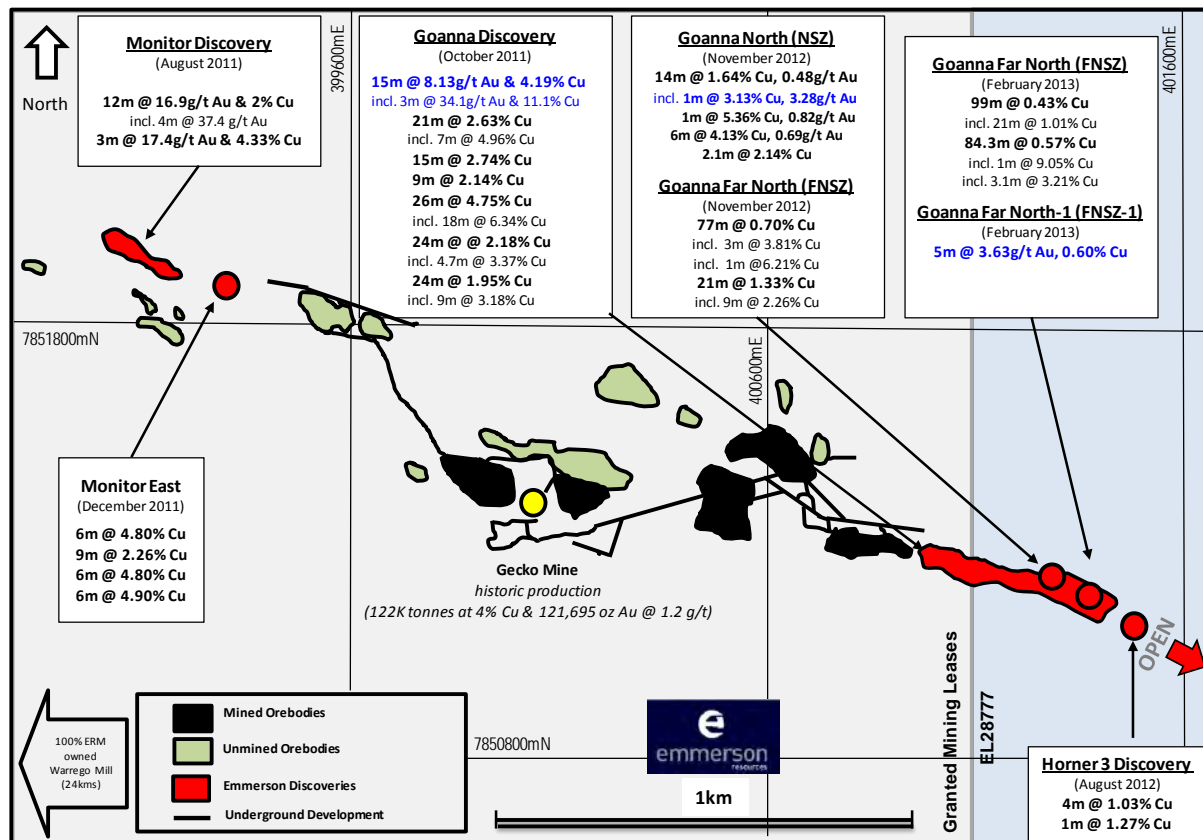 North
Monitor Discovery
(August 2011)
12m @ 16.9g/t Au & 2% Cu
incl. 4m @ 37.4 g/t Au
3m @ 17.4g/t Au & 4.33% Cu
399600mE
Goanna Discovery
(October 2011)
15m @ 8.13g/t Au & 4.19% Cu
incl. 3m @ 34.1g/t Au & 11.1% Cu
21m @ 2.63% Cu
incl. 7m @ 4.96% Cu
15m @ 2.74% Cu
9m @ 2.14% Cu
26m @ 4.75% Cu
incl. 18m @ 6.34% Cu
24m @ @ 2.18% Cu
incl. 4.7m @ 3.37% Cu
24m @ 1.95% Cu
incl. 9m @ 3.18% Cu
Goanna North (NSZ)
(November 2012)
14m @ 1.64% Cu, 0.48g/t Au
incl. 1m @ 3.13% Cu, 3.28g/t Au
1m @ 5.36% Cu, 0.82g/t Au
6m @ 4.13% Cu, 0.69g/t Au
2.1m @ 2.14% Cu
Goanna Far North (FNSZ)
(November 2012)
77m @ 0.70% Cu
incl. 3m @ 3.81% Cu
incl. 1m @6.21% Cu
21m @ 1.33% Cu
incl. 9m @ 2.26% Cu
Goanna Far North (FNSZ)
(February 2013)
99m @ 0.43% Cu
incl. 21m @ 1.01% Cu
84.3m @ 0.57% Cu
incl. 1m @ 9.05% Cu
incl. 3.1m @ 3.21% Cu
Goanna Far North-1 (FNSZ-1)
(February 2013)
5m @ 3.63g/t Au, 0.60% Cu
401600mE
7851800mN
400600mE
Monitor East
(December 2011)
6m @ 4.80% Cu
9m @ 2.26% Cu
6m @ 4.80% Cu
6m @ 4.90% Cu
Gecko Mine
historic production
(122K tonnes at 4% Cu & 121,695 oz Au @ 1.2 g/t)
OPEN
Granted Mining Leases
EL28777
100% ERM
owned
Warrego Mill
(24kms)
Mined Orebodies
Unmined Orebodies
Emmerson Discoveries
Underground Development
7850800mN
e
emmerson
resources
1km
Horner 3 Discovery
(August 2012)
4m @ 1.03% Cu
1m @ 1.27% Cu